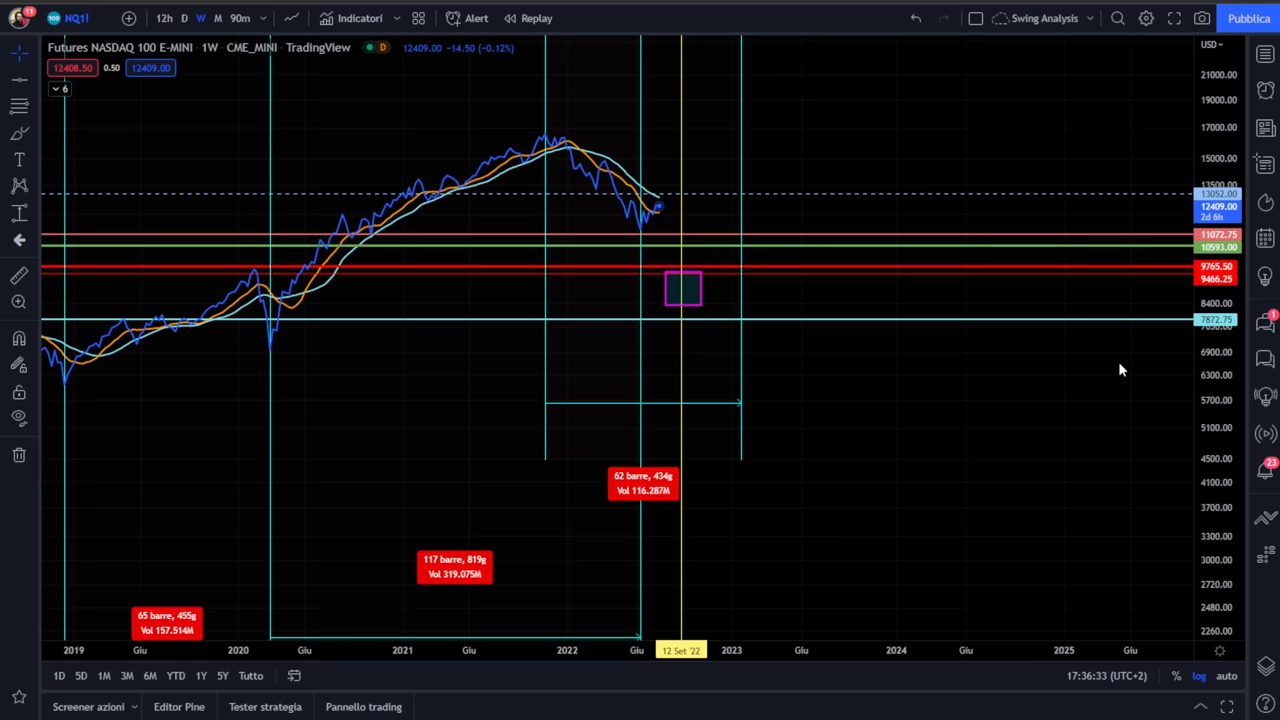 11
100 NQ1!
12h D W M 90m
Indicatori
Alert
Replay
Swing Analysis
Pubblica
Futures NASDAQ 100 E-MINI · 1W · CME_MINI · TradingView
D
12409.00 −14.50 (−0.12%)
12408.50 0.50 12409.00
6
USD
21000.00
19000.00
17000.00
15000.00
13500.00
13052.00
12409.00
2d 6h
11072.75
10593.00
9765.50
9466.25
8400.00
7872.75
6900.00
6300.00
5700.00
5100.00
4500.00
4100.00
3700.00
3300.00
3000.00
2720.00
2480.00
2260.00
62 barre, 434g
Vol 116.287M
117 barre, 819g
Vol 319.075M
65 barre, 455g
Vol 157.514M
2019 Giu 2020 Giu 2021 Giu 2022 Giu 12 Set '22 2023 Giu 2024 Giu 2025 Giu
1D 5D 1M 3M 6M YTD 1Y 5Y Tutto
17:36:33 (UTC+2) % log auto
Screener azioni Editor Pine Tester strategia Pannello trading
1
23